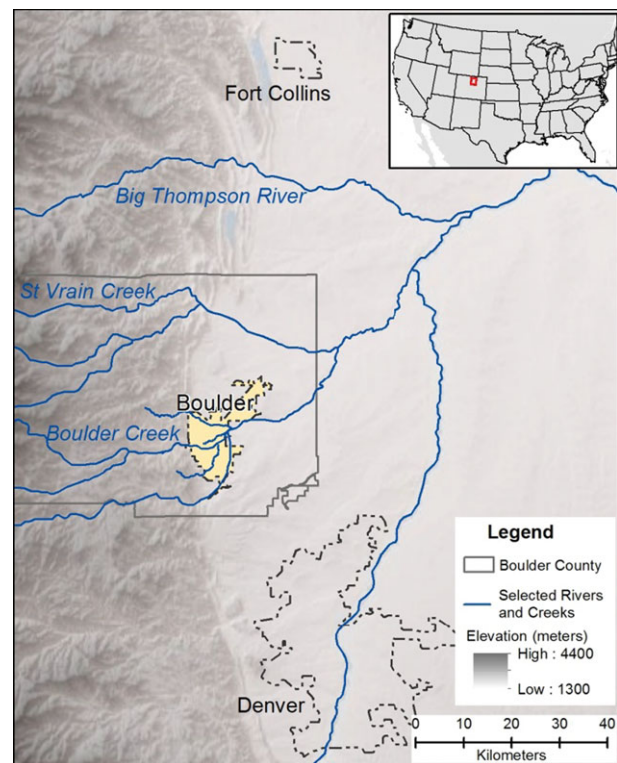 Fort Collins
Big Thompson River
St Vrain Creek
Boulder
Boulder Creek
Denver
Legend
Boulder County
Selected Rivers
and Creeks
Elevation (meters)
High : 4400
Low : 1300
0 10 20 30 40
Kilometers